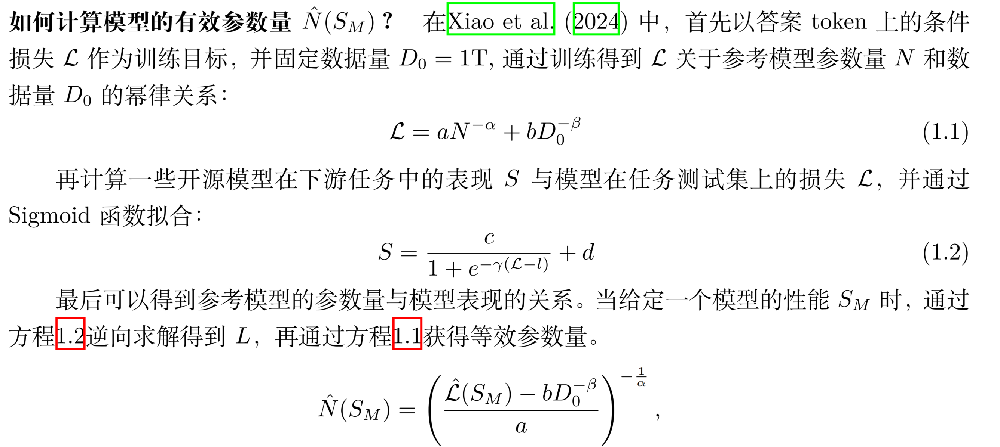 如何计算模型的有效参数量 $\hat{N}(S_M)$？ 在Xiao et al. (2024) 中，首先以答案 token 上的条件
损失 $\mathcal{L}$ 作为训练目标，并固定数据量 $D_0 = 1\mathrm{T}$, 通过训练得到 $\mathcal{L}$ 关于参考模型参数量 $N$ 和数
据量 $D_0$ 的幂律关系：
$\mathcal{L} = aN^{-\alpha} + bD_0^{-\beta}$ (1.1)
再计算一些开源模型在下游任务中的表现 $S$ 与模型在任务测试集上的损失 $\mathcal{L}$，并通过
Sigmoid 函数拟合：
$S = \frac{c}{1 + e^{-\gamma(\mathcal{L}-l)}} + d$ (1.2)
最后可以得到参考模型的参数量与模型表现的关系。当给定一个模型的性能 $S_M$ 时，通过
方程1.2逆向求解得到 $L$，再通过方程1.1获得等效参数量。
$\hat{N}(S_M) = \left( \frac{\hat{\mathcal{L}}(S_M) - bD_0^{-\beta}}{a} \right)^{-\frac{1}{\alpha}},$